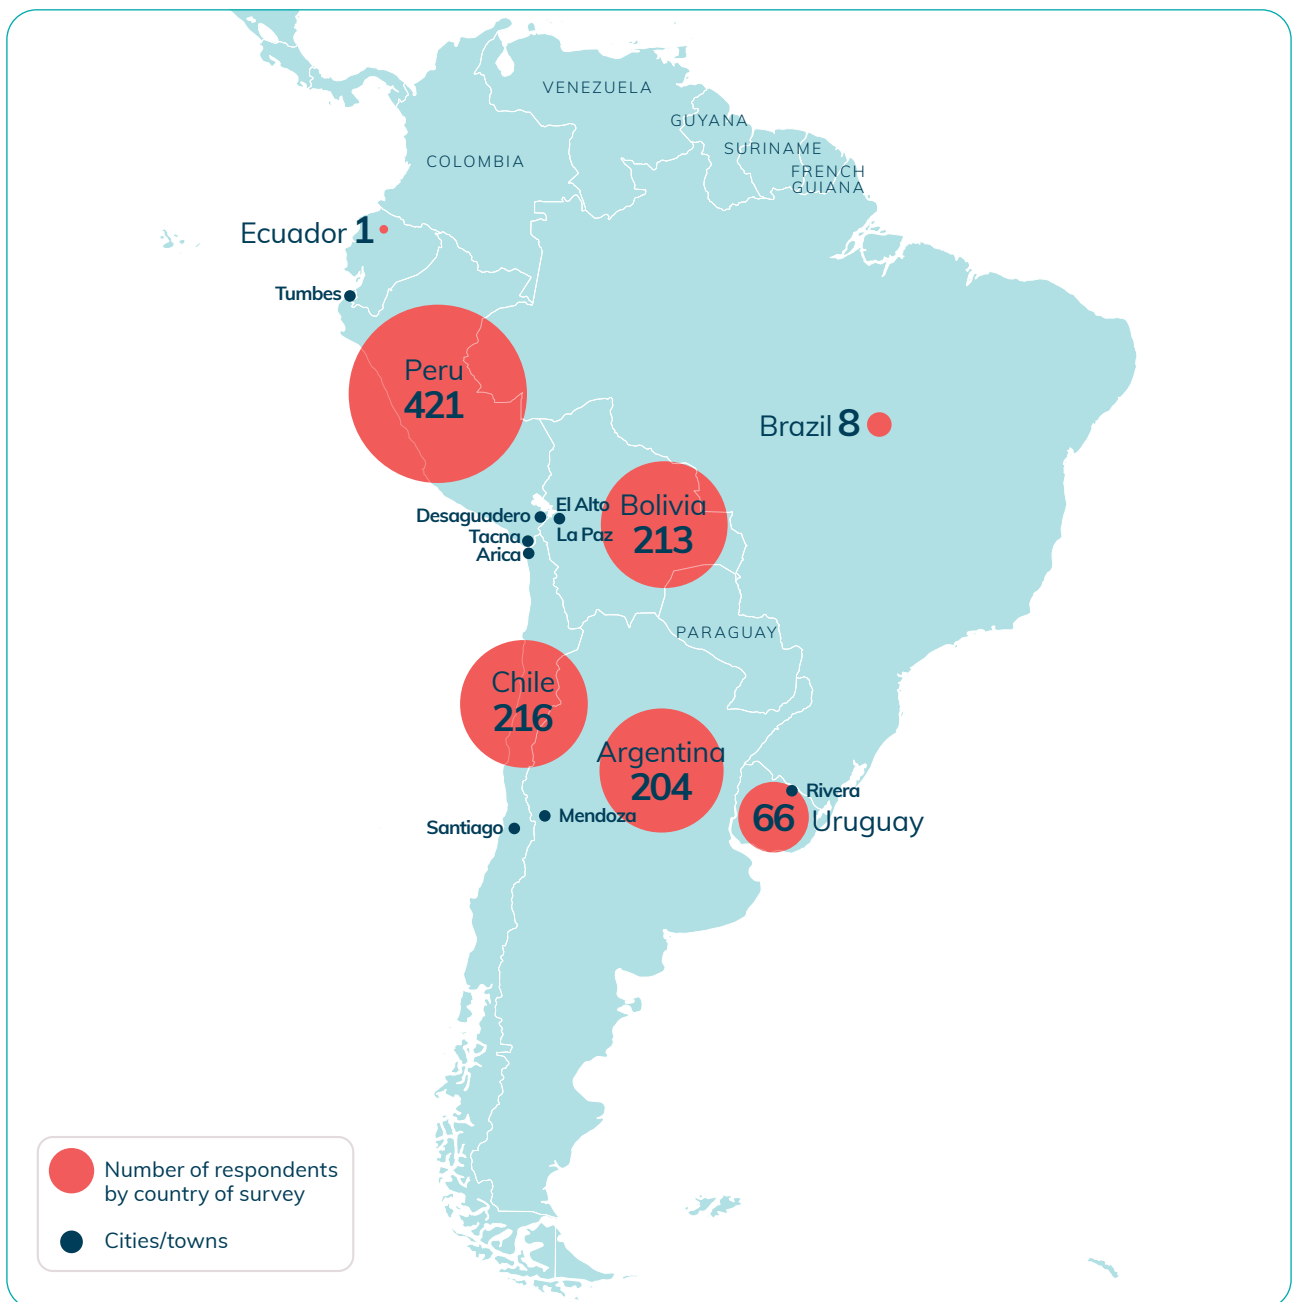 VENEZUELA
GUYANA
SURINAME
FRENCH
GUIANA
COLOMBIA
Ecuador 1
Tumbes
Peru
421
Brazil 8
El Alto
Desaguadero
La Paz
Tacna
Arica
Bolivia
213
PARAGUAY
Chile
216
Argentina
204
Rivera
66 Uruguay
Mendoza
Santiago
Number of respondents
by country of survey
Cities/towns